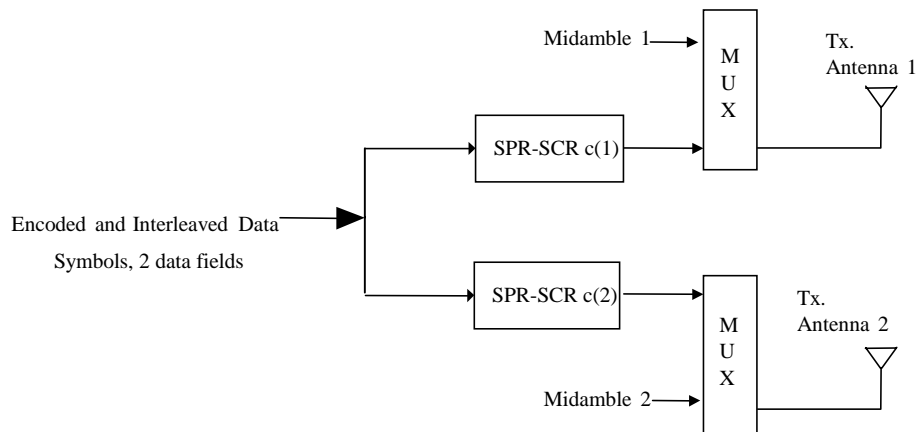 Midamble 1
M
U
X
Tx.
Antenna 1
SPR-SCR c(1)
Encoded and Interleaved Data
Symbols, 2 data fields
SPR-SCR c(2)
M
U
X
Tx.
Antenna 2
Midamble 2